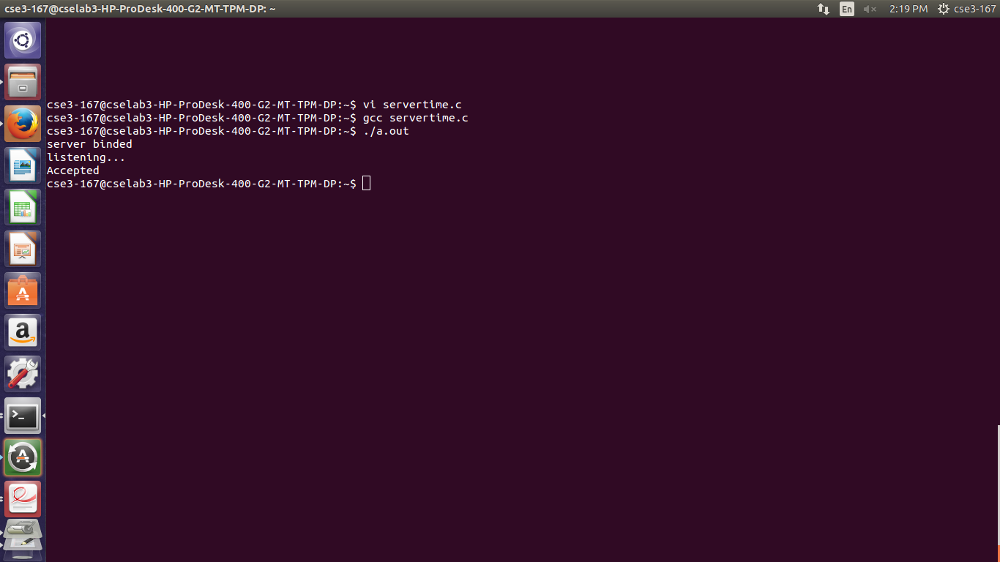 cse3-167@cselab3-HP-ProDesk-400-G2-MT-TPM-DP: ~ En 2:19 PM cse3-167
cse3-167@cselab3-HP-ProDesk-400-G2-MT-TPM-DP:~$ vi servertime.c
cse3-167@cselab3-HP-ProDesk-400-G2-MT-TPM-DP:~$ gcc servertime.c
cse3-167@cselab3-HP-ProDesk-400-G2-MT-TPM-DP:~$ ./a.out
server binded
listening...
Accepted
cse3-167@cselab3-HP-ProDesk-400-G2-MT-TPM-DP:~$